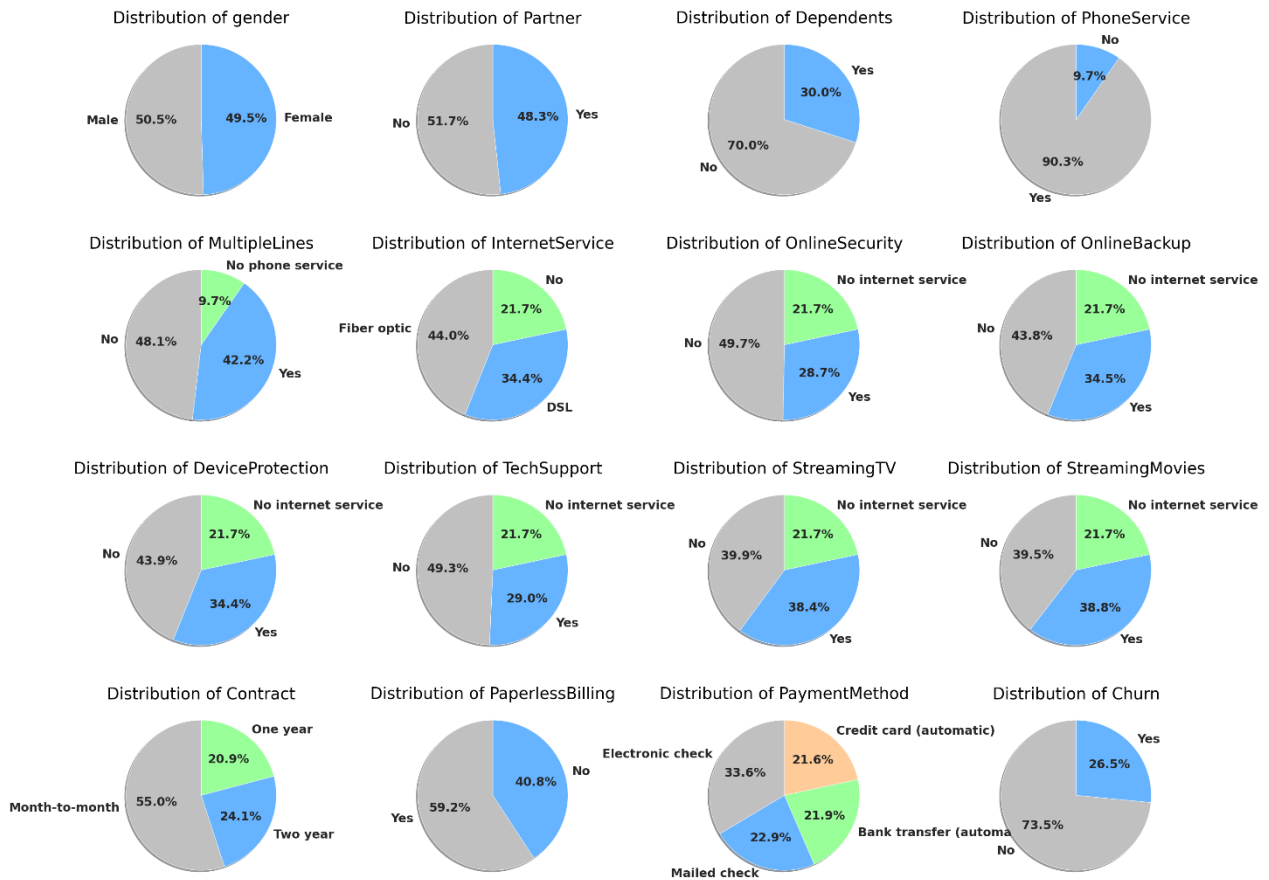 Distribution of gender
Male
50.5%
49.5%
Female
Distribution of Partner
No
51.7%
48.3%
Yes
Distribution of Dependents
Yes
30.0%
70.0%
No
Distribution of PhoneService
No
9.7%
90.3%
Yes
Distribution of MultipleLines
No phone service
9.7%
No
48.1%
42.2%
Yes
Distribution of InternetService
No
21.7%
Fiber optic
44.0%
34.4%
DSL
Distribution of OnlineSecurity
No internet service
21.7%
No
49.7%
28.7%
Yes
Distribution of OnlineBackup
No internet service
21.7%
No
43.8%
34.5%
Yes
Distribution of DeviceProtection
No internet service
21.7%
No
43.9%
34.4%
Yes
Distribution of TechSupport
No internet service
21.7%
No
49.3%
29.0%
Yes
Distribution of StreamingTV
No internet service
21.7%
No
39.9%
38.4%
Yes
Distribution of StreamingMovies
No internet service
21.7%
No
39.5%
38.8%
Yes
Distribution of Contract
One year
20.9%
Month-to-month
55.0%
24.1%
Two year
Distribution of PaperlessBilling
No
40.8%
59.2%
Yes
Distribution of PaymentMethod
Credit card (automatic)
21.6%
Electronic check
33.6%
21.9%
Bank transfer (automa
22.9%
Mailed check
Distribution of Churn
Yes
26.5%
73.5%
No